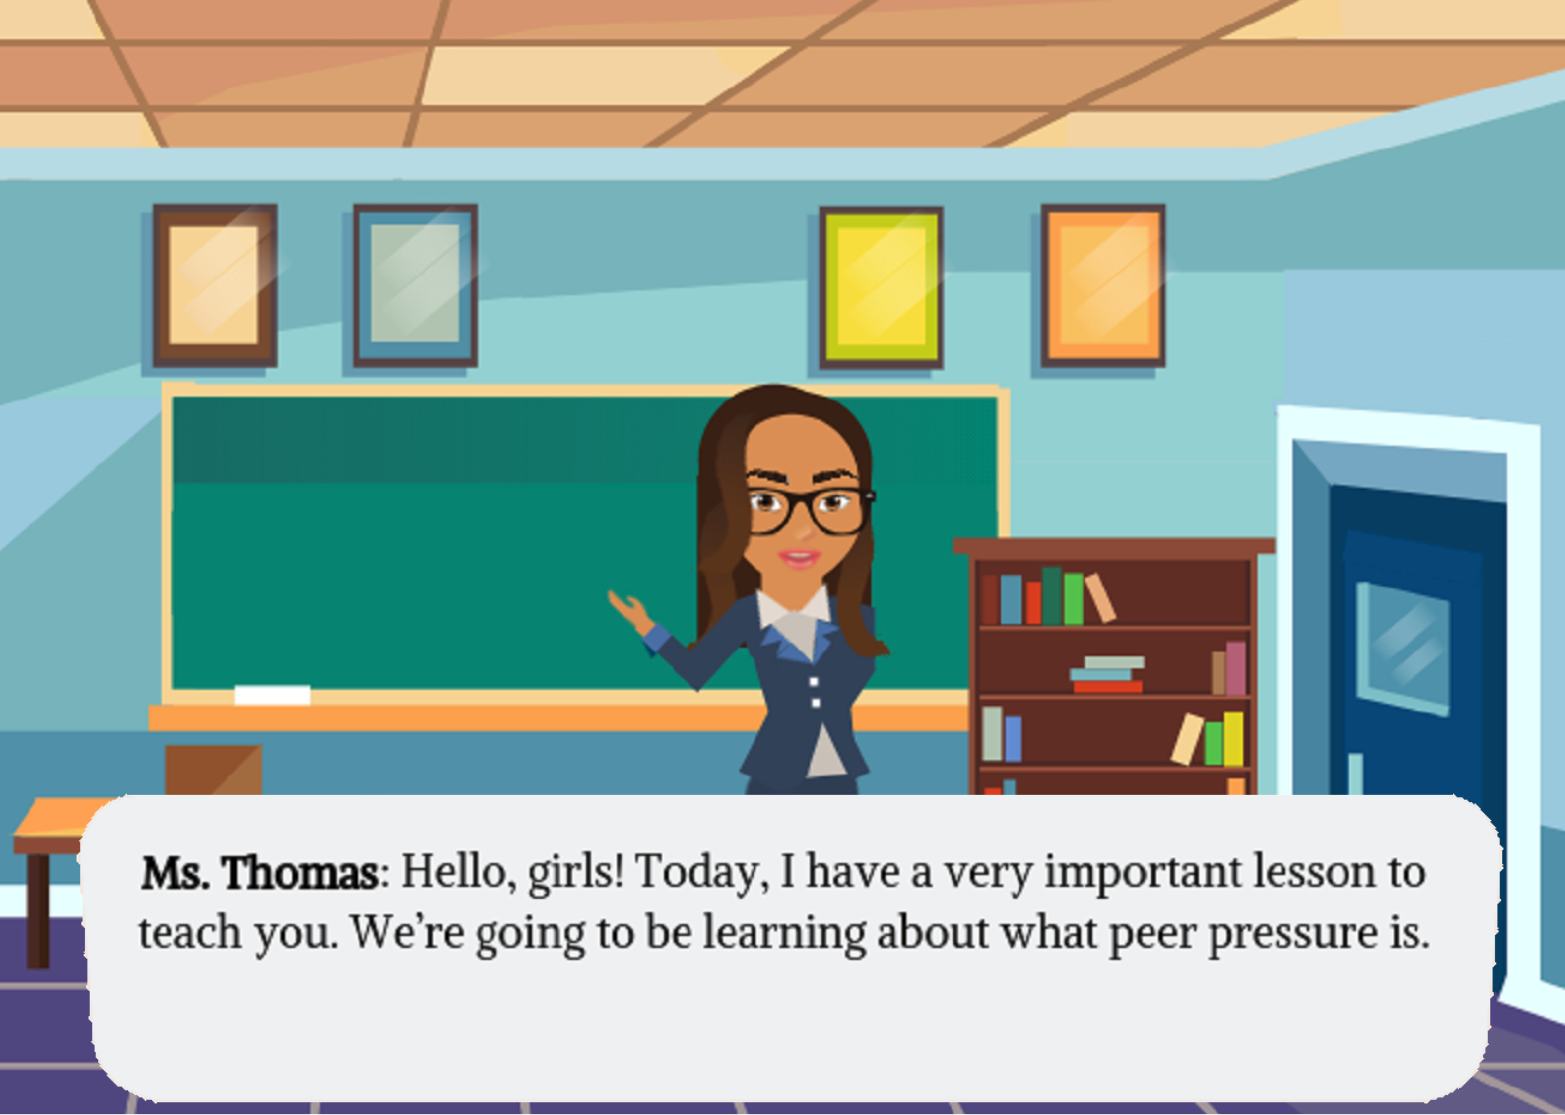 Ms. Thomas: Hello, girls! Today, I have a very important lesson to
teach you. We’re going to be learning about what peer pressure is.